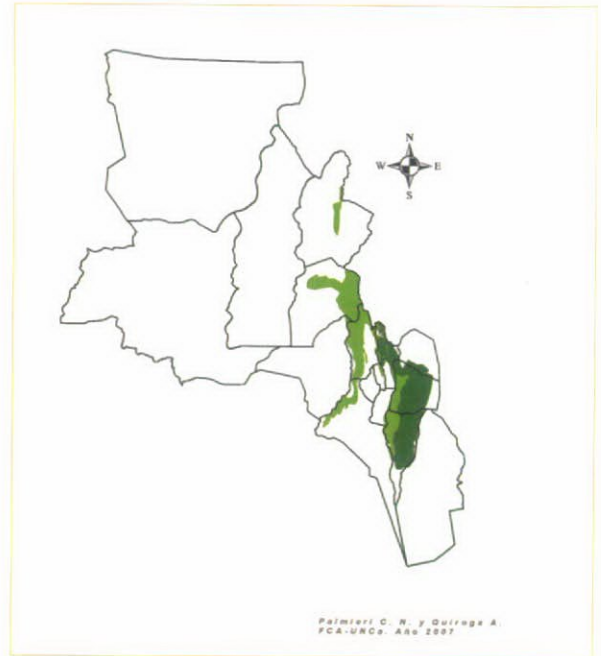 N
W E
S
Palmieri C. N. y Quiroga A.
FCA-UNCa. Año 2007